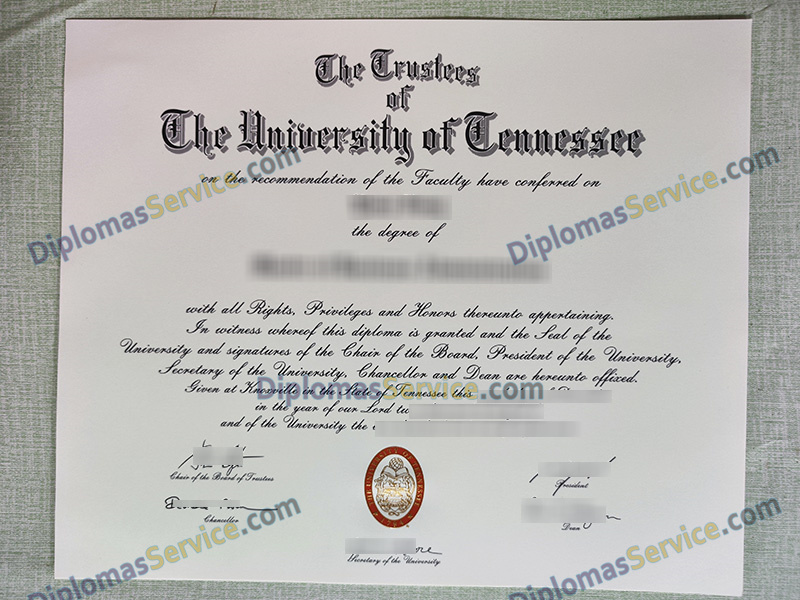 The Trustees
of
The University of Tennessee
on the recommendation of the Faculty have conferred on
the degree of
with all Rights, Privileges and Honors thereunto appertaining.
In witness whereof this diploma is granted and the Seal of the
University and signatures of the Chair of the Board, President of the University,
Secretary of the University, Chancellor and Dean are hereunto affixed.
Given at Knoxville in the State of Tennessee this
in the year of our Lord
and of the University the
Chair of the Board of Trustees
President
Chancellor
Dean
Secretary of the University
DiplomasService.com
DiplomasService.com
DiplomasService.com
DiplomasService.com
DiplomasService.com